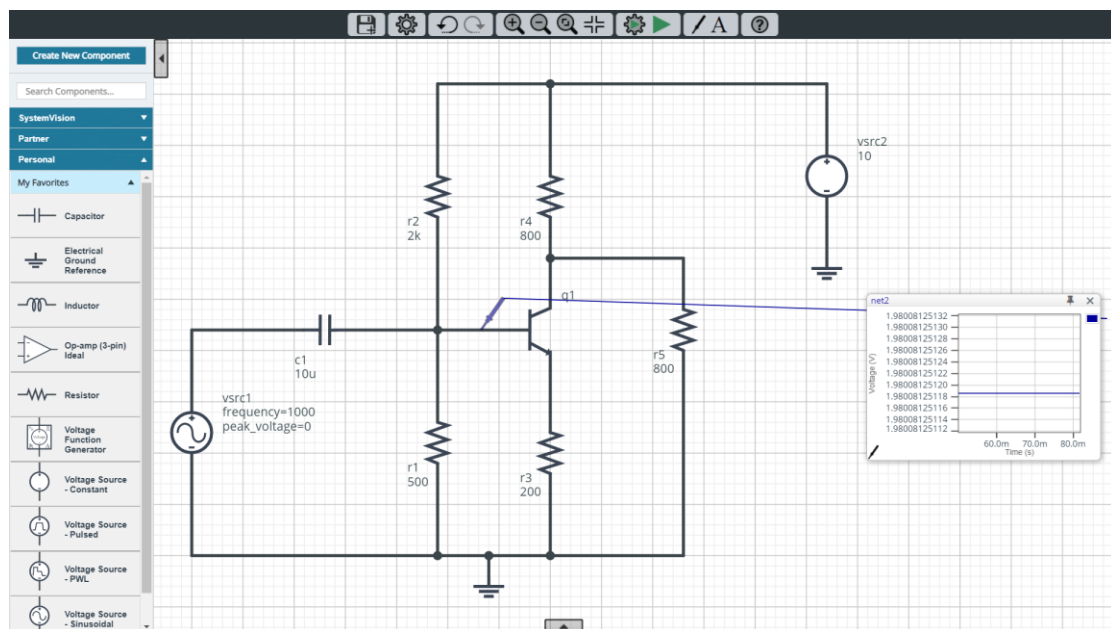 A
?
Create New Component
Search Components...
SystemVision
Partner
Personal
My Favorites
Capacitor
Electrical
Ground
Reference
Inductor
Op-amp (3-pin)
Ideal
Resistor
Voltage
Function
Generator
Voltage Source
- Constant
Voltage Source
- Pulsed
Voltage Source
- PWL
Voltage Source
- Sinusoidal
vsrc2
10
r2
2k
r4
800
q1
c1
10u
r5
800
vsrc1
frequency=1000
peak_voltage=0
r1
500
r3
200
net2
1.98008125132
1.98008125130
1.98008125128
1.98008125126
1.98008125124
1.98008125122
1.98008125120
1.98008125118
1.98008125116
1.98008125114
1.98008125112
Voltage (V)
60.0m 70.0m 80.0m
Time (s)